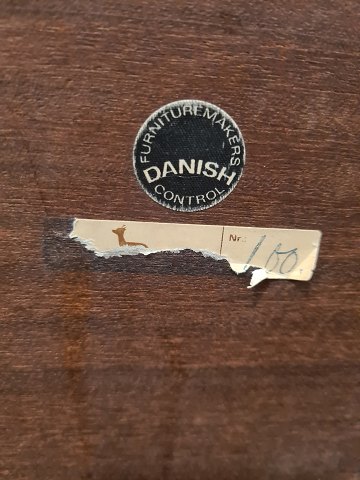 FURNITUREMAKERS
DANISH
CONTROL
Nr.: 100